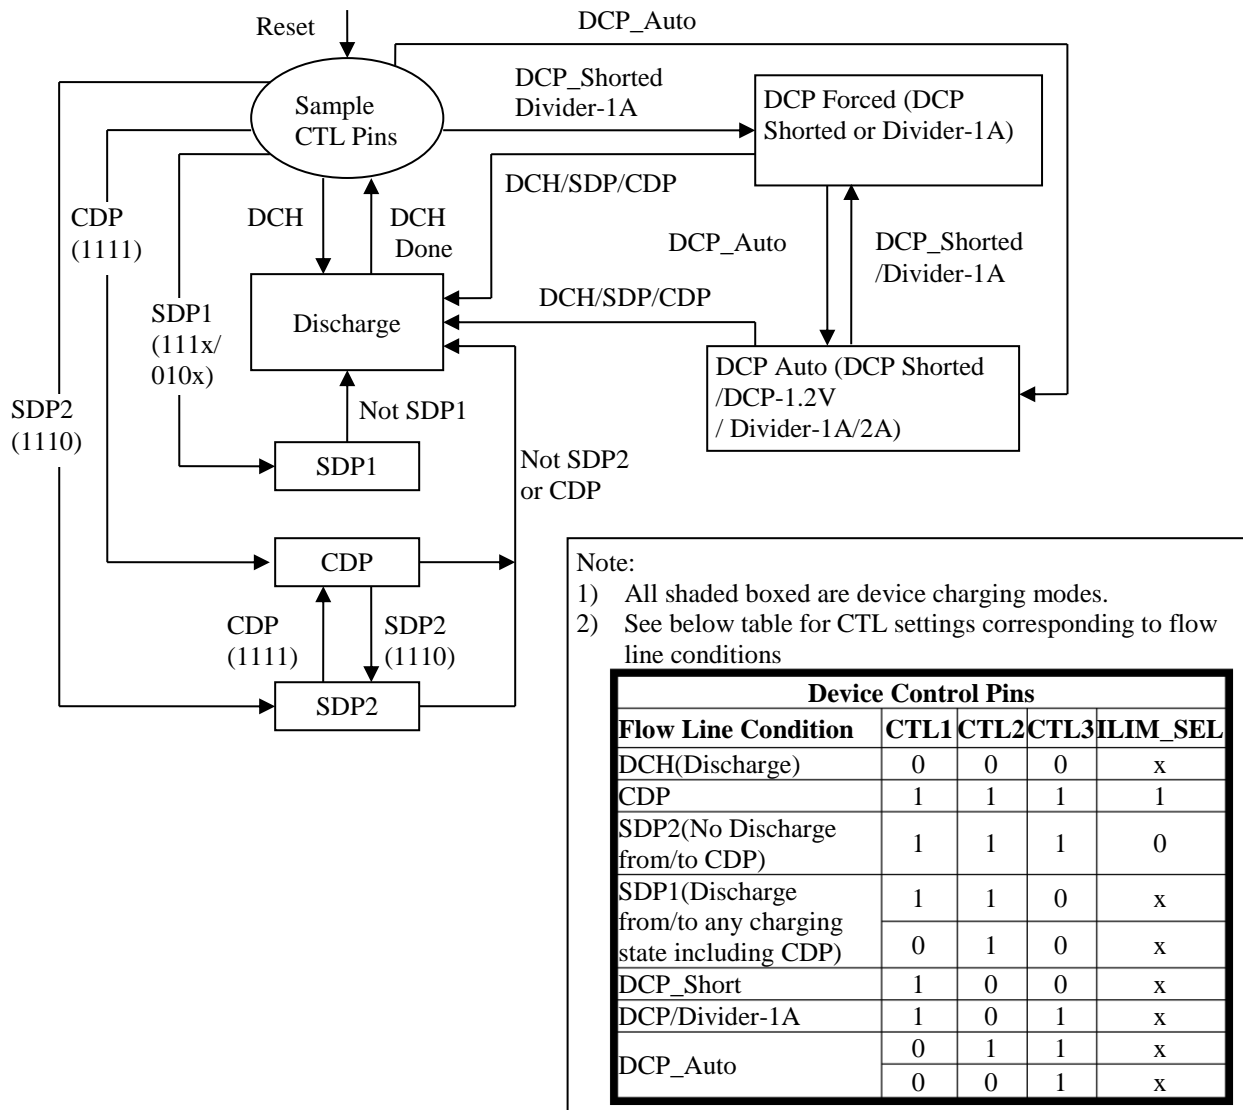 Reset
DCP_Auto
Sample
CTL Pins
DCP_Shorted
Divider-1A
DCP Forced (DCP
Shorted or Divider-1A)
DCH/SDP/CDP
CDP
(1111)
DCH
DCH
Done
DCP_Auto
DCP_Shorted
/Divider-1A
SDP1
(111x/
010x)
Discharge
DCH/SDP/CDP
DCP Auto (DCP Shorted
/DCP-1.2V
/ Divider-1A/2A)
SDP2
(1110)
Not SDP1
SDP1
Not SDP2
or CDP
CDP
CDP
(1111)
SDP2
(1110)
SDP2
Note:
1) All shaded boxed are device charging modes.
2) See below table for CTL settings corresponding to flow
line conditions
Device Control Pins
Flow Line Condition CTL1 CTL2 CTL3 ILIM_SEL
DCH(Discharge) 0 0 0 x
CDP 1 1 1 1
SDP2(No Discharge
from/to CDP) 1 1 1 0
SDP1(Discharge
from/to any charging
state including CDP) 1 1 0 x
0 1 0 x
DCP_Short 1 0 0 x
DCP/Divider-1A 1 0 1 x
DCP_Auto 0 1 1 x
0 0 1 x